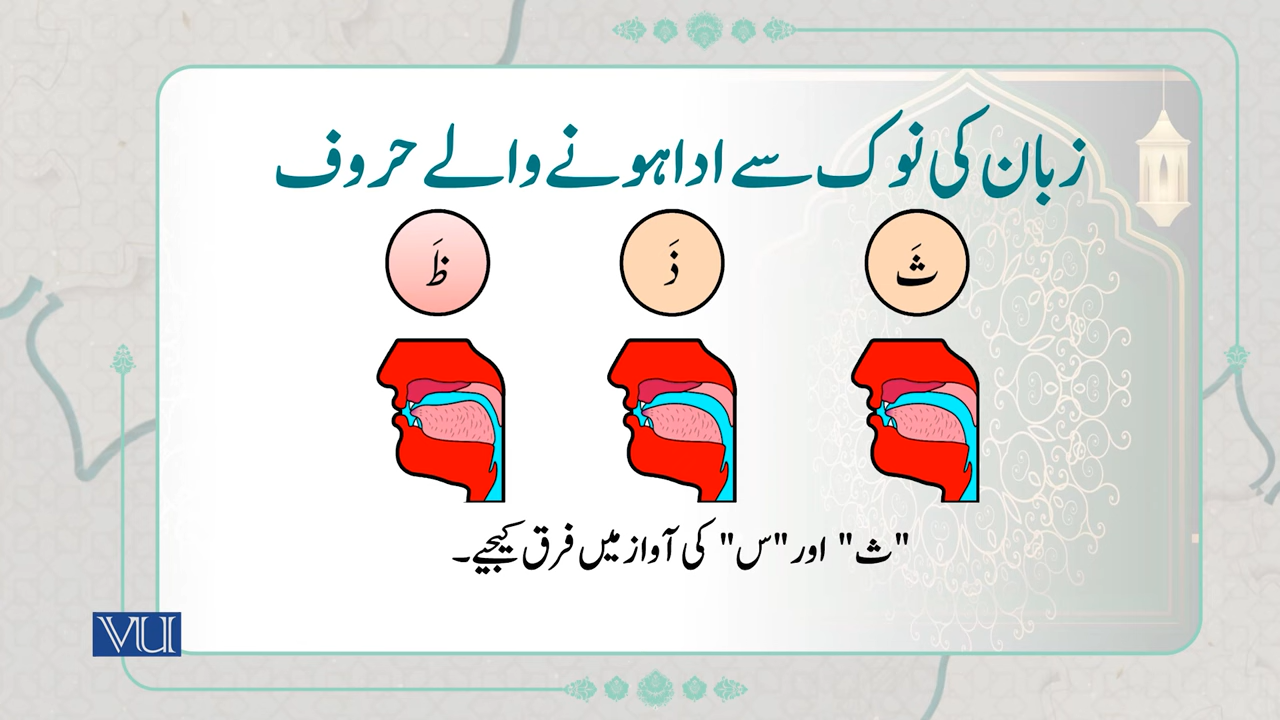 زبان کی نوک سے ادا ہونے والے حروف
ثَ ذَ ظَ
"ث" اور "س" کی آواز میں فرق کیجیے۔
VU